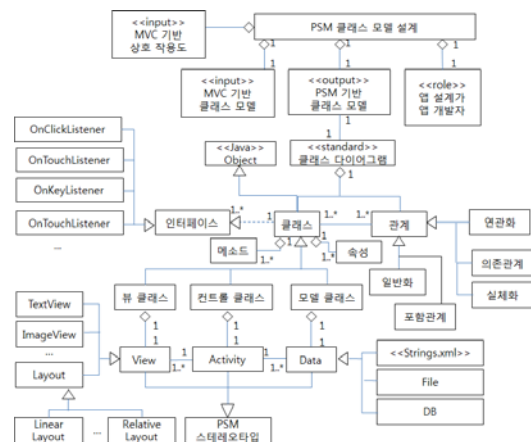 <<input>>
MVC 기반
상호 작용도
PSM 클래스 모델 설계
1
1
1
1
<<input>>
MVC 기반
클래스 모델
<<output>>
PSM 기반
클래스 모델
<<role>>
앱 설계가
앱 개발자
1
1
<<Java>>
Object
<<standard>>
클래스 다이어그램
1
OnClickListener
OnTouchListener
OnKeyListener
OnTouchListener
...
인터페이스
1..*
1
클래스
1..*
1..*
관계
연관화
의존관계
실체화
메소드
1
1..*
1
1..*
속성
일반화
포함관계
뷰 클래스
컨트롤 클래스
모델 클래스
1
1
1
1
1
1
TextView
ImageView
...
Layout
View
1
1..*
Activity
1
1..*
Data
<<Strings.xml>>
File
DB
Linear
Layout
...
Relative
Layout
PSM
스테레오타입